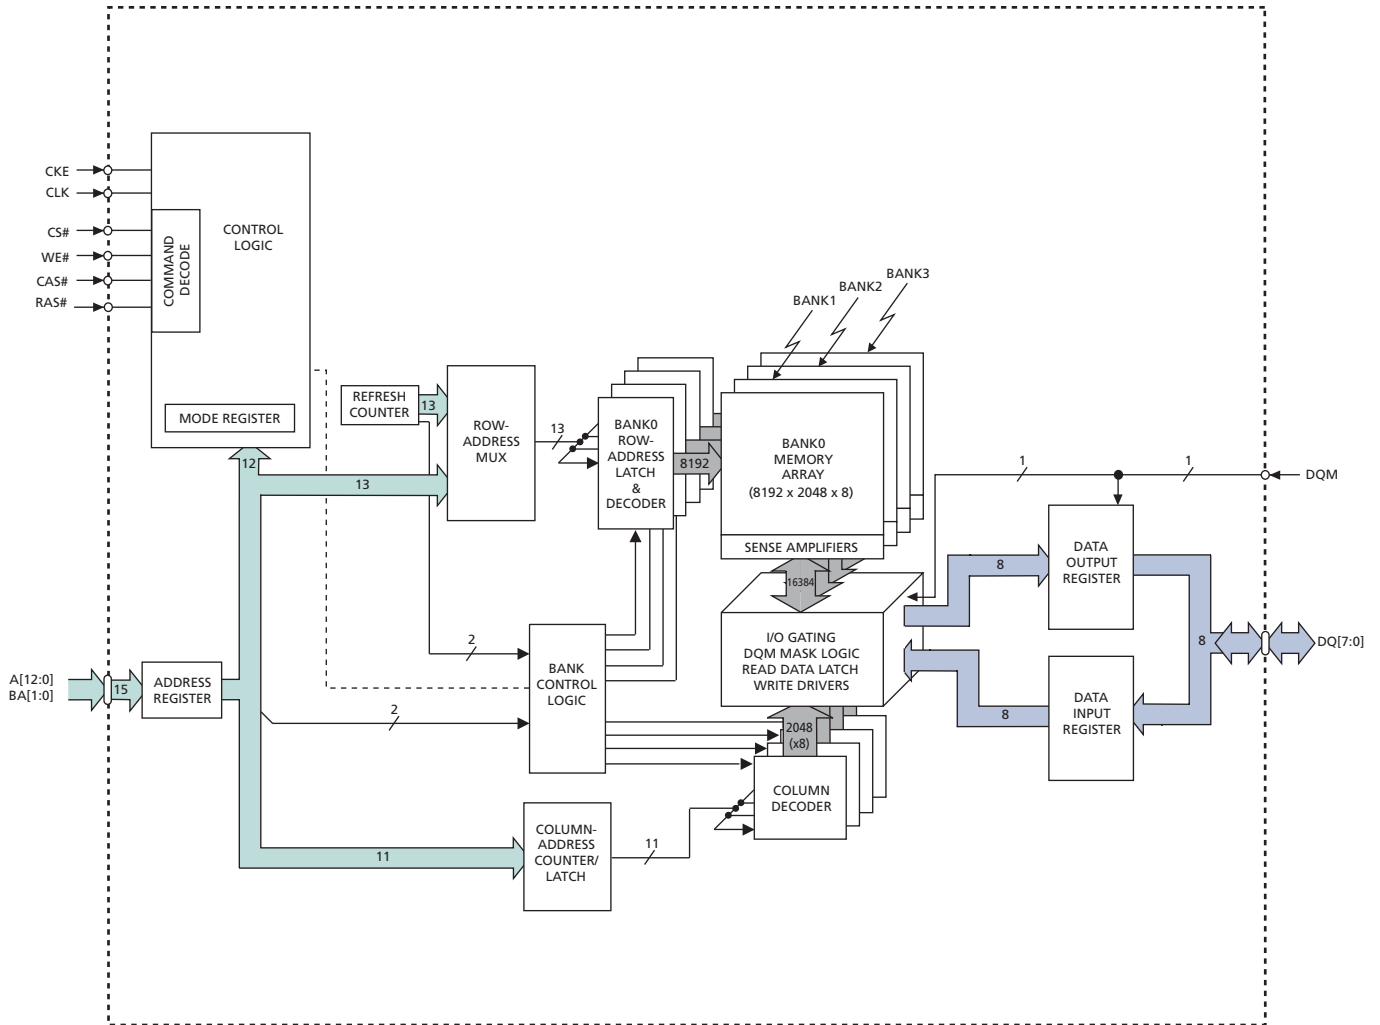 CKE
CLK
CS#
WE#
CAS#
RAS#
COMMAND
DECODE
CONTROL
LOGIC
MODE REGISTER
BANK3
BANK2
BANK1
REFRESH
COUNTER
13
ROW-
ADDRESS
MUX
13
BANK0
ROW-
ADDRESS
LATCH
&
DECODER
8192
BANK0
MEMORY
ARRAY
(8192 x 2048 x 8)
SENSE AMPLIFIERS
12
13
1
1
DQM
DATA
OUTPUT
REGISTER
8
16384
I/O GATING
DQM MASK LOGIC
READ DATA LATCH
WRITE DRIVERS
8
DQ[7:0]
2
BANK
CONTROL
LOGIC
A[12:0]
BA[1:0]
15
ADDRESS
REGISTER
2
8
DATA
INPUT
REGISTER
2048
(x8)
COLUMN
DECODER
11
COLUMN-
ADDRESS
COUNTER/
LATCH
11